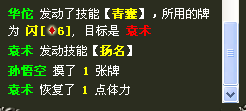 华佗 发动了技能【青囊】，所用的牌
为 闪[♦6]，目标是 袁术
袁术 发动技能【扬名】
孙悟空 摸了 1 张牌
袁术 恢复了 1 点体力